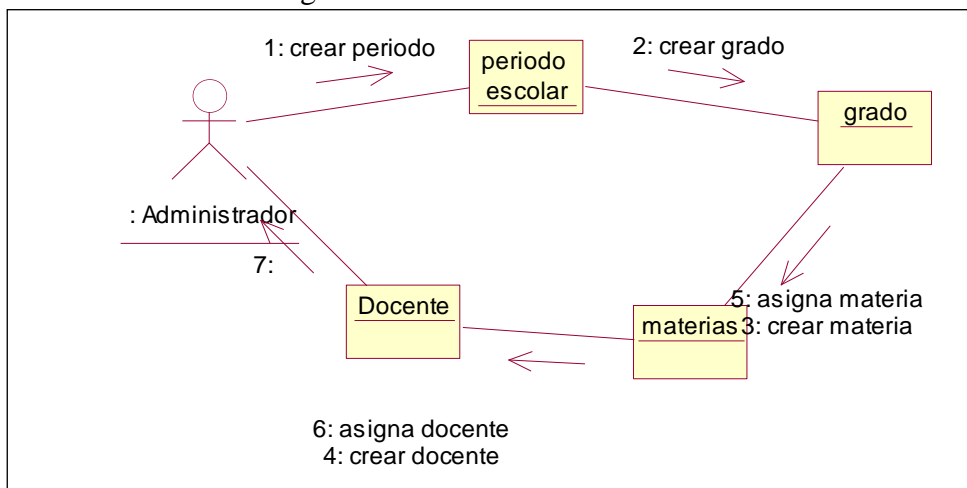 1: crear periodo
2: crear grado
periodo
escolar
grado
: Administrador
7:
Docente
5: asigna materia
materias
3: crear materia
6: asigna docente
4: crear docente